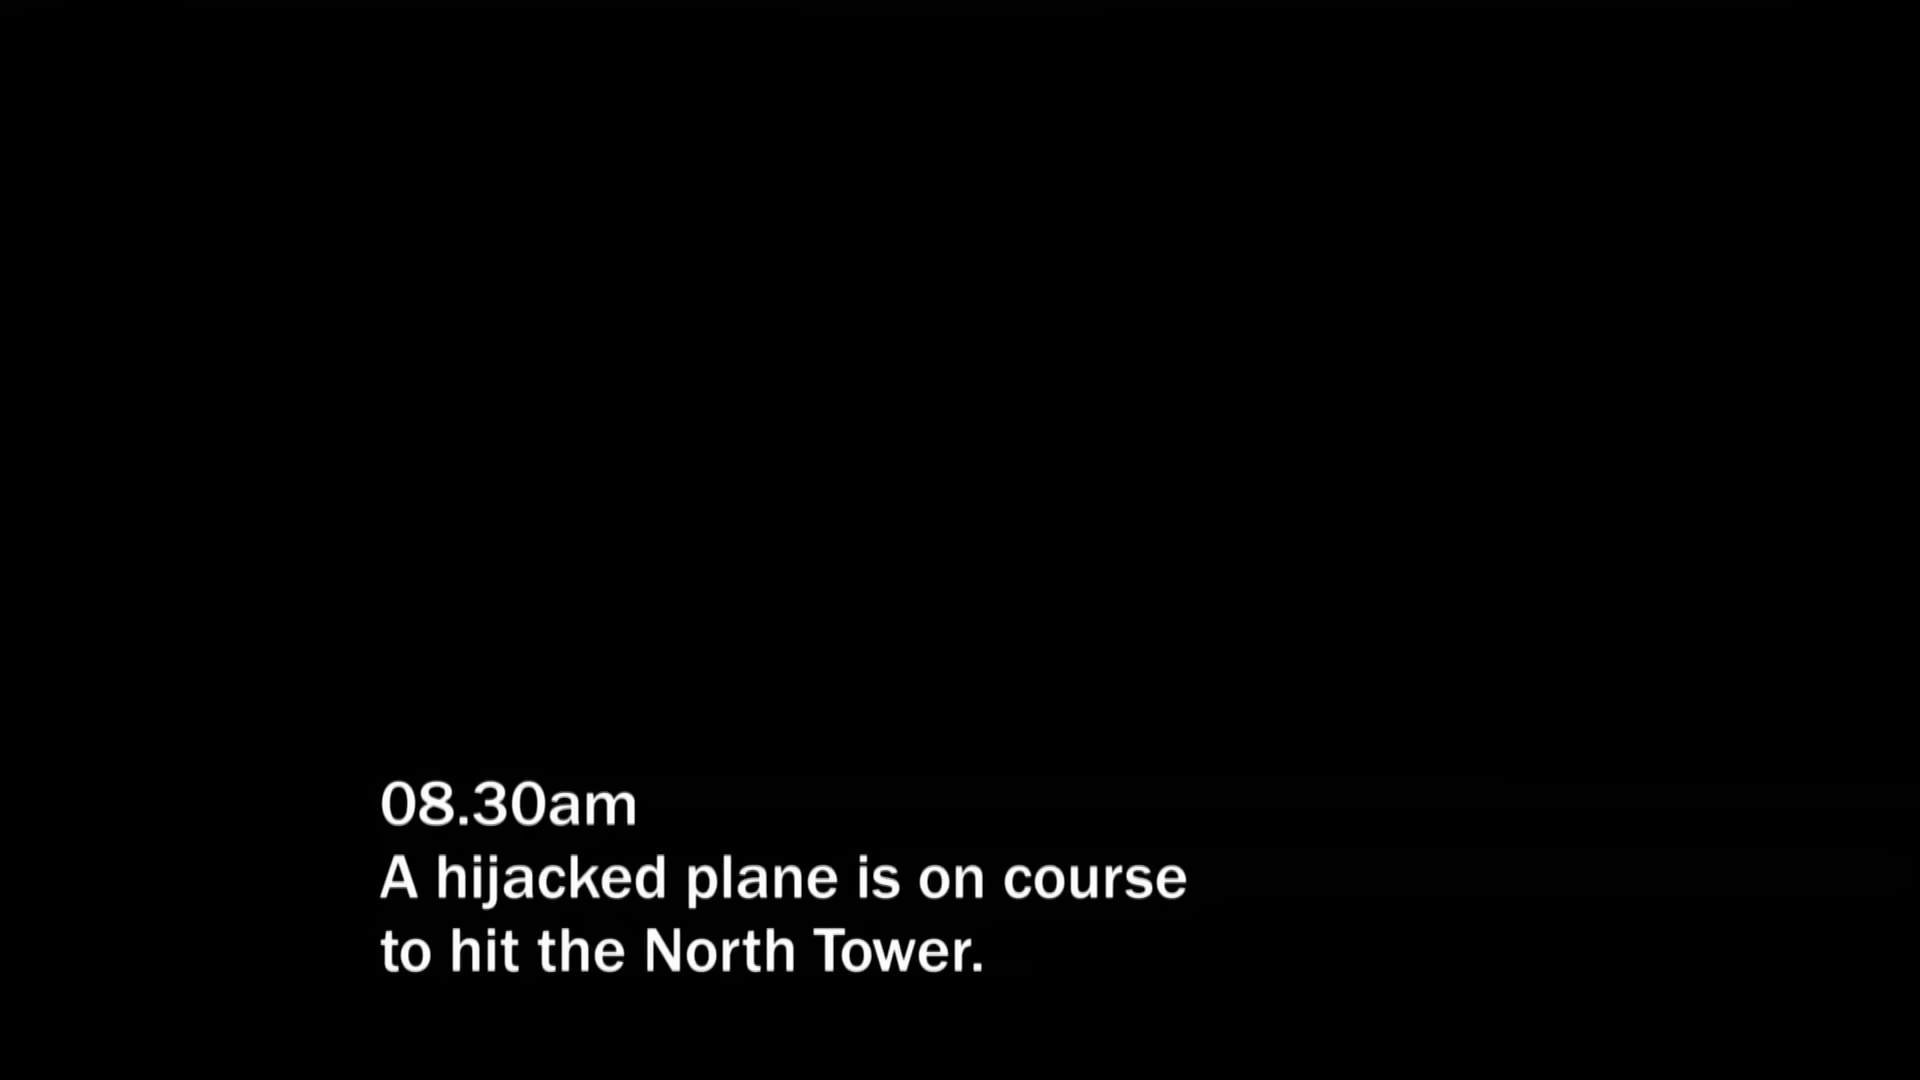 08.30am
A hijacked plane is on course
to hit the North Tower.